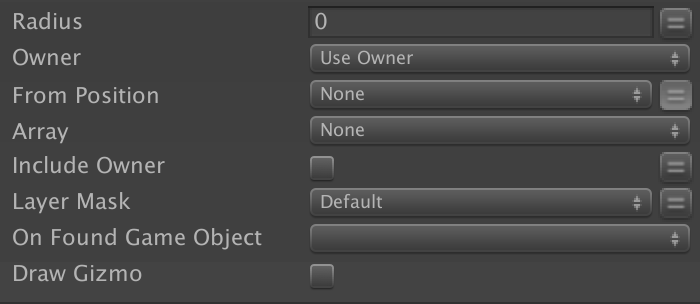 Radius 0
Owner Use Owner
From Position None
Array None
Include Owner
Layer Mask Default
On Found Game Object
Draw Gizmo